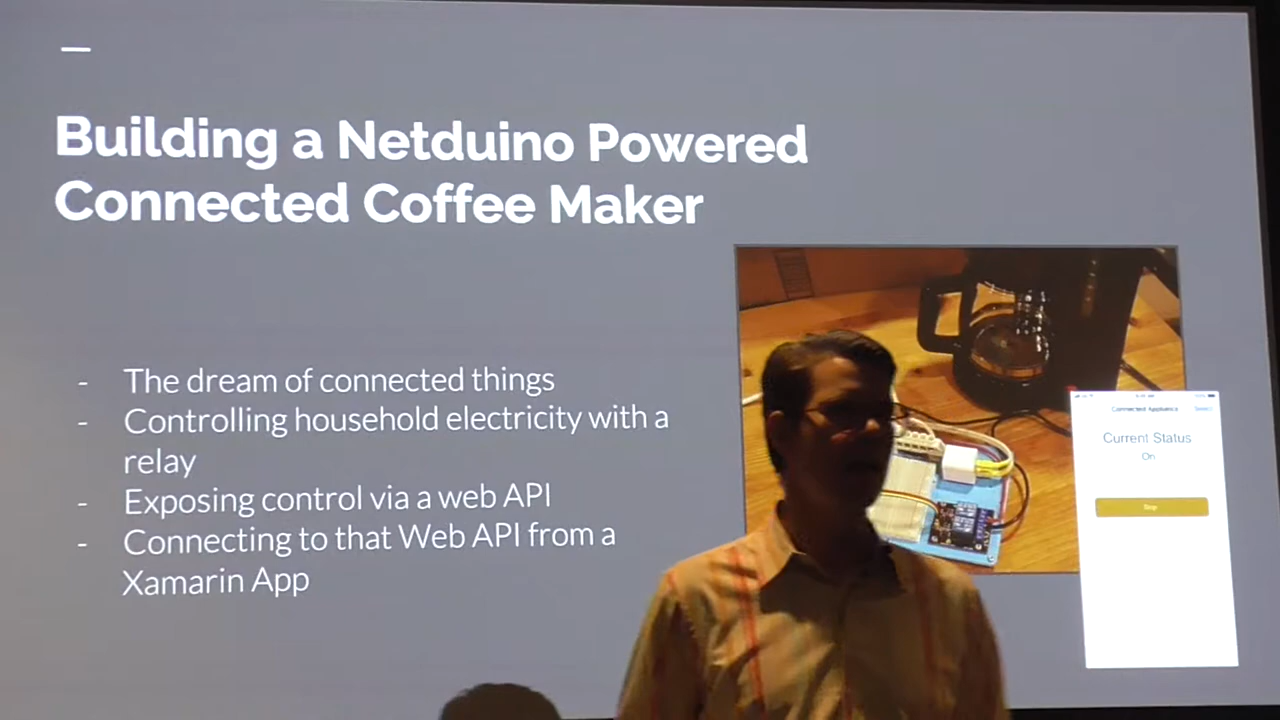 Building a Netduino Powered
Connected Coffee Maker
- The dream of connected things
- Controlling household electricity with a
relay
- Exposing control via a web API
- Connecting to that Web API from a
Xamarin App
Connected Appliance
Current Status
On
Stop